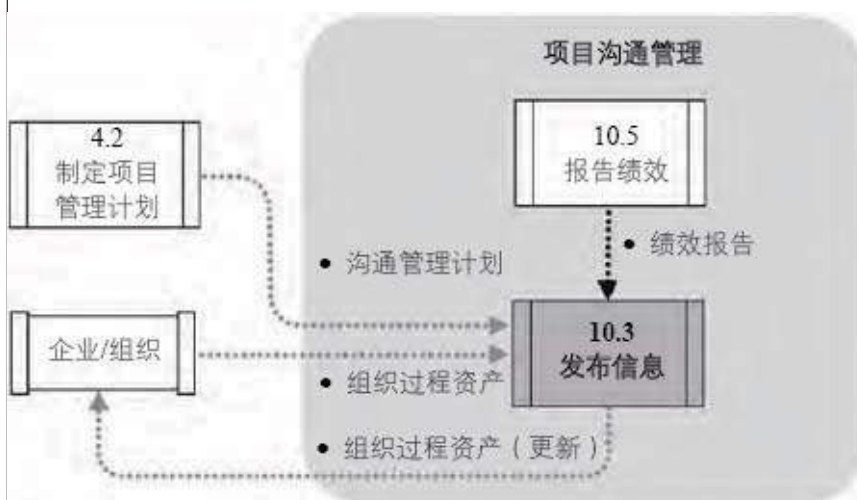 项目沟通管理
4.2
制定项目
管理计划
10.5
报告绩效
• 绩效报告
• 沟通管理计划
企业/组织
10.3
发布信息
• 组织过程资产
• 组织过程资产（更新）